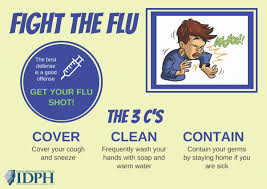 FIGHT THE FLU
The best
defense is
a good
offense
GET YOUR FLU
SHOT!
THE 3 C'S
COVER
Cover your cough
and sneeze
CLEAN
Frequently wash your
hands with soap and
warm water
CONTAIN
Contain your germs
by staying home if you
are sick
IDPH